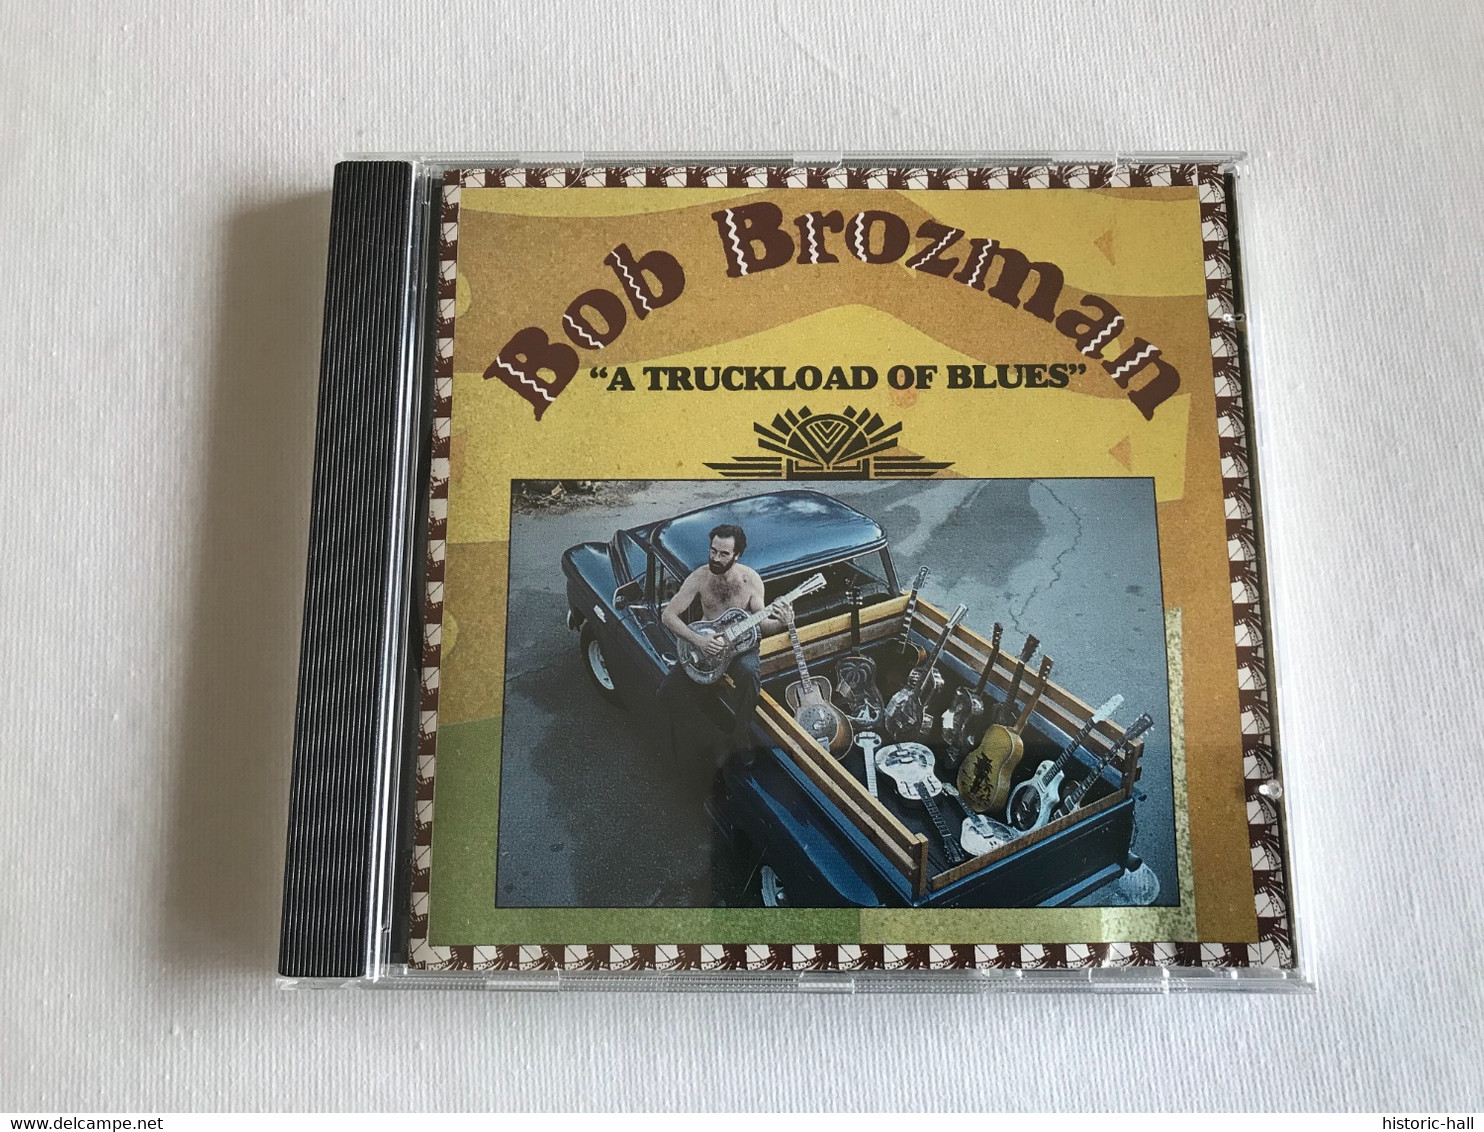 Bob Brozman
“A TRUCKLOAD OF BLUES”
www.delcampe.net
historic-hall